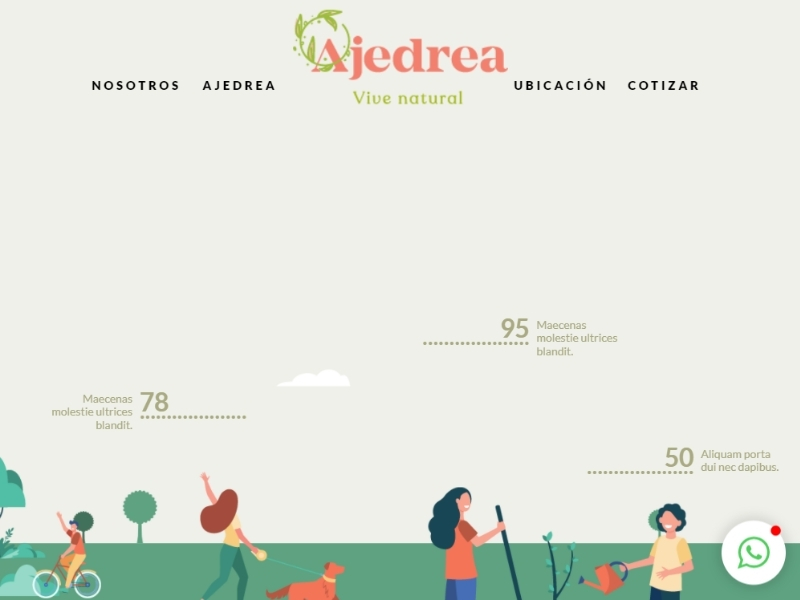 Ajedrea
NOSOTROS AJEDREA UBICACIÓN COTIZAR
Vive natural
95 Maecenas
molestie ultrices
blandit.
Maecenas 78
molestie ultrices
blandit.
50 Aliquam porta
dui nec dapibus.